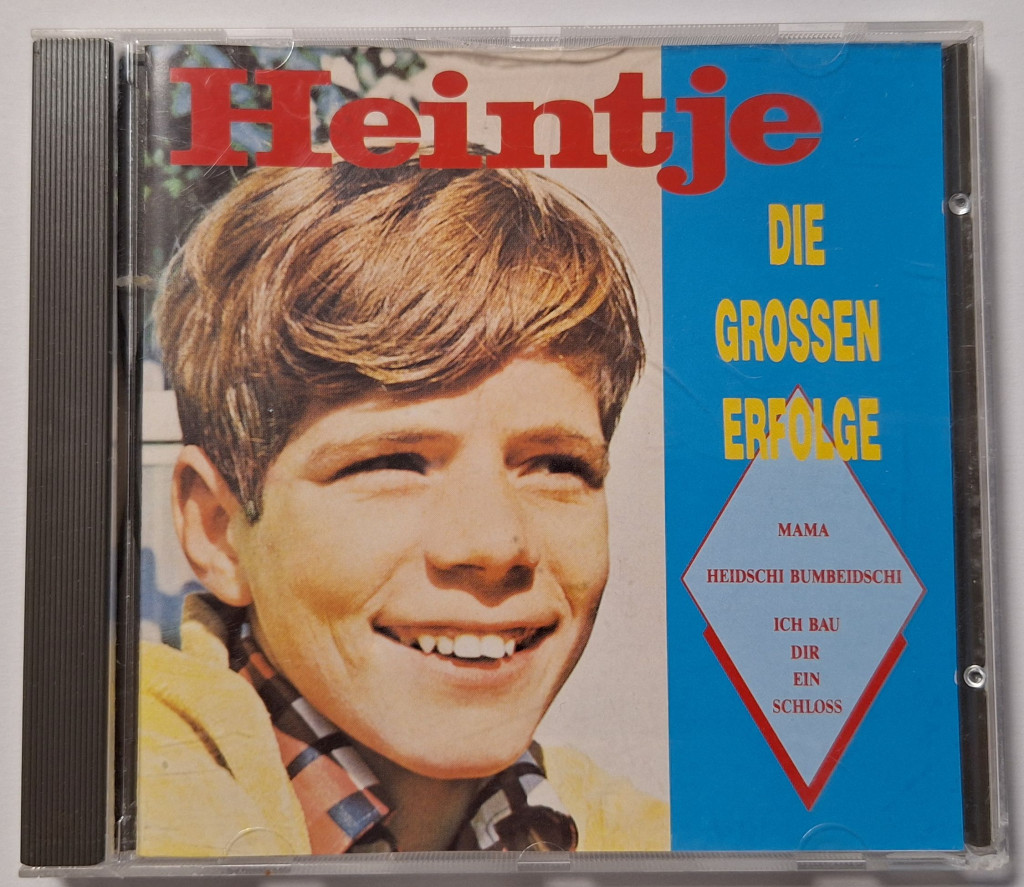 Heintje
DIE
GROSSEN
ERFOLGE
MAMA
HEIDSCHI BUMBEIDSCHI
ICH BAU
DIR
EIN
SCHLOSS